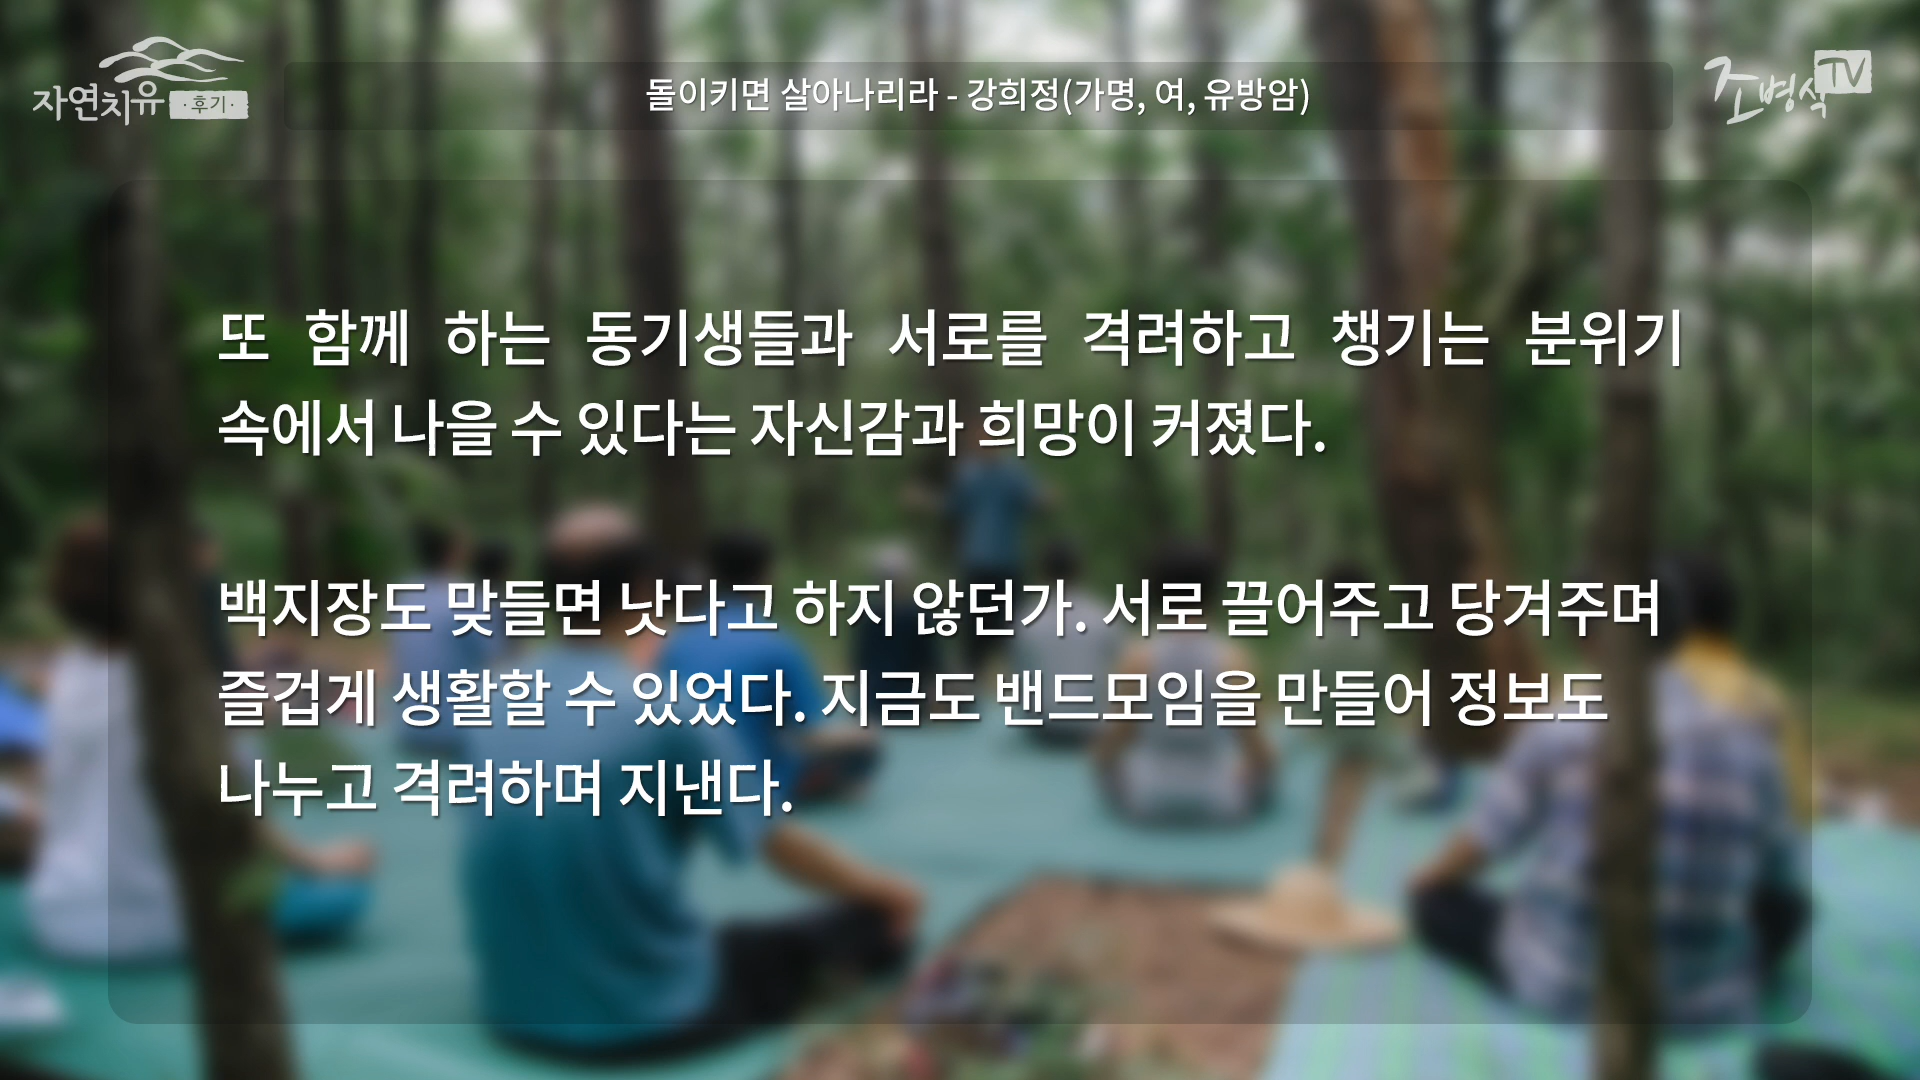 자연치유
·후기·
돌이키면 살아나리라 - 강희정(가명, 여, 유방암)
조병식TV
또 함께 하는 동기생들과 서로를 격려하고 챙기는 분위기
속에서 나을 수 있다는 자신감과 희망이 커졌다.
백지장도 맞들면 낫다고 하지 않던가. 서로 끌어주고 당겨주며
즐겁게 생활할 수 있었다. 지금도 밴드모임을 만들어 정보도
나누고 격려하며 지낸다.